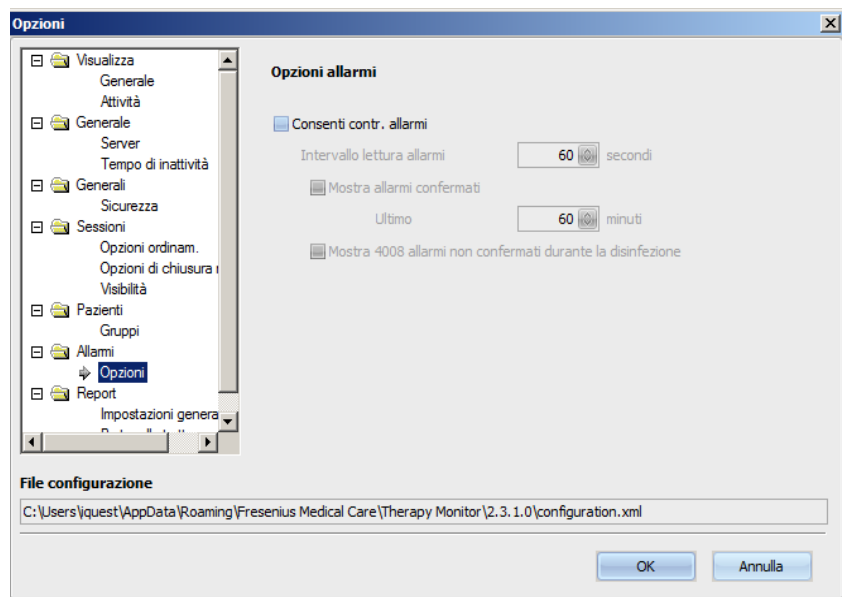 Opzioni
Visualizza
Generale
Attività
Generale
Server
Tempo di inattività
Generali
Sicurezza
Sessioni
Opzioni ordinam.
Opzioni di chiusura
Visibilità
Pazienti
Gruppi
Allarmi
Opzioni
Report
Impostazioni genera
Opzioni allarmi
Consenti contr. allarmi
Intervallo lettura allarmi 60 secondi
Mostra allarmi confermati
Ultimo 60 minuti
Mostra 4008 allarmi non confermati durante la disinfezione
File configurazione
C:\Users\iquest\AppData\Roaming\Fresenius Medical Care\Therapy Monitor\2.3.1.0\configuration.xml
OK Annulla